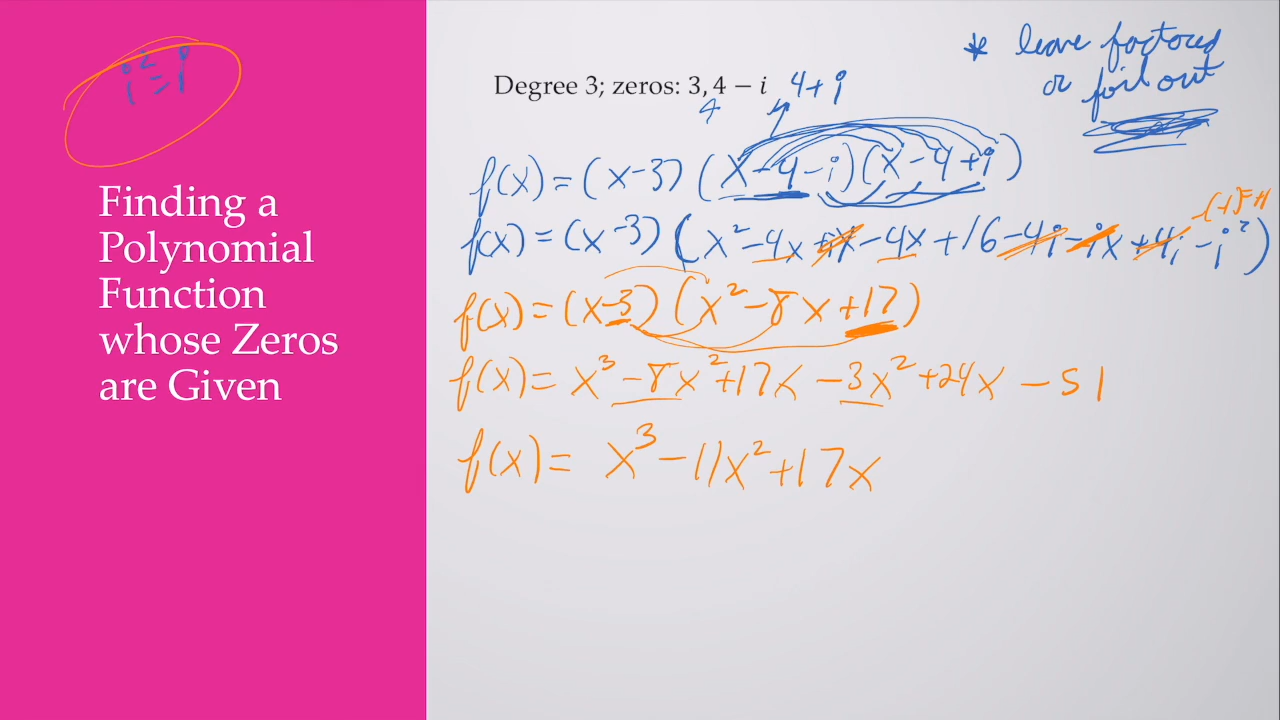 i² = i
Finding a
Polynomial
Function
whose Zeros
are Given
* leave factored
or foil out
Degree 3; zeros: 3, 4 − i 4+i
f(x) = (x-3) (x-4-i)(x-4+i)
-(-1)=+1
f(x) = (x-3) (x²-4x+ix-4x+16-4i-ix+4i-i²)
f(x) = (x-3) (x²-8x+17)
f(x) = x³-8x²+17x-3x²+24x-51
f(x) = x³-11x²+17x